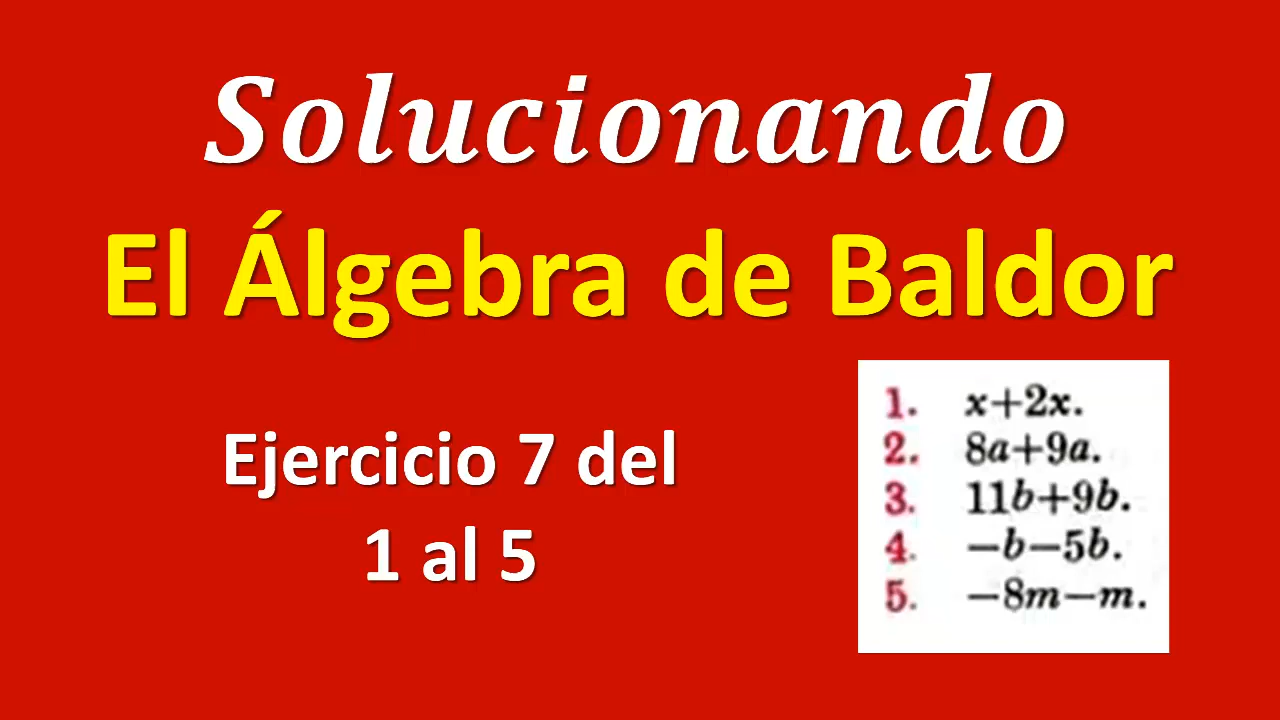 Solucionando
El Álgebra de Baldor
Ejercicio 7 del
1 al 5
1. x+2x.
2. 8a+9a.
3. 11b+9b.
4. −b−5b.
5. −8m−m.